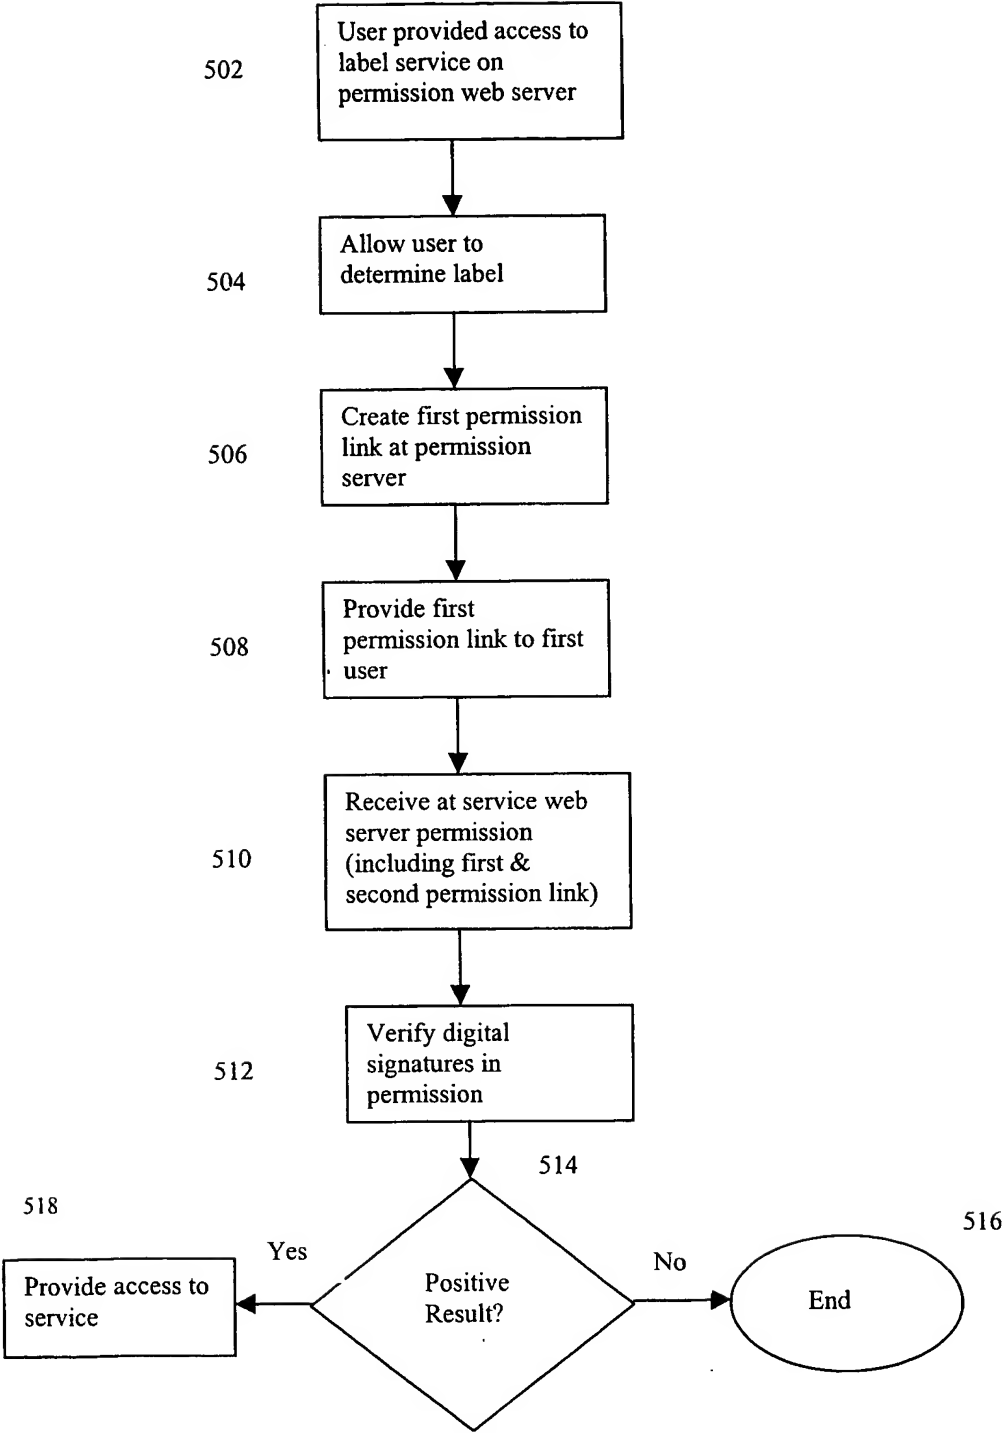 502
User provided access to
label service on
permission web server
504
Allow user to
determine label
506
Create first permission
link at permission
server
508
Provide first
permission link to first
user
510
Receive at service web
server permission
(including first &
second permission link)
512
Verify digital
signatures in
permission
514
Positive
Result?
Yes
518
Provide access to
service
No
516
End